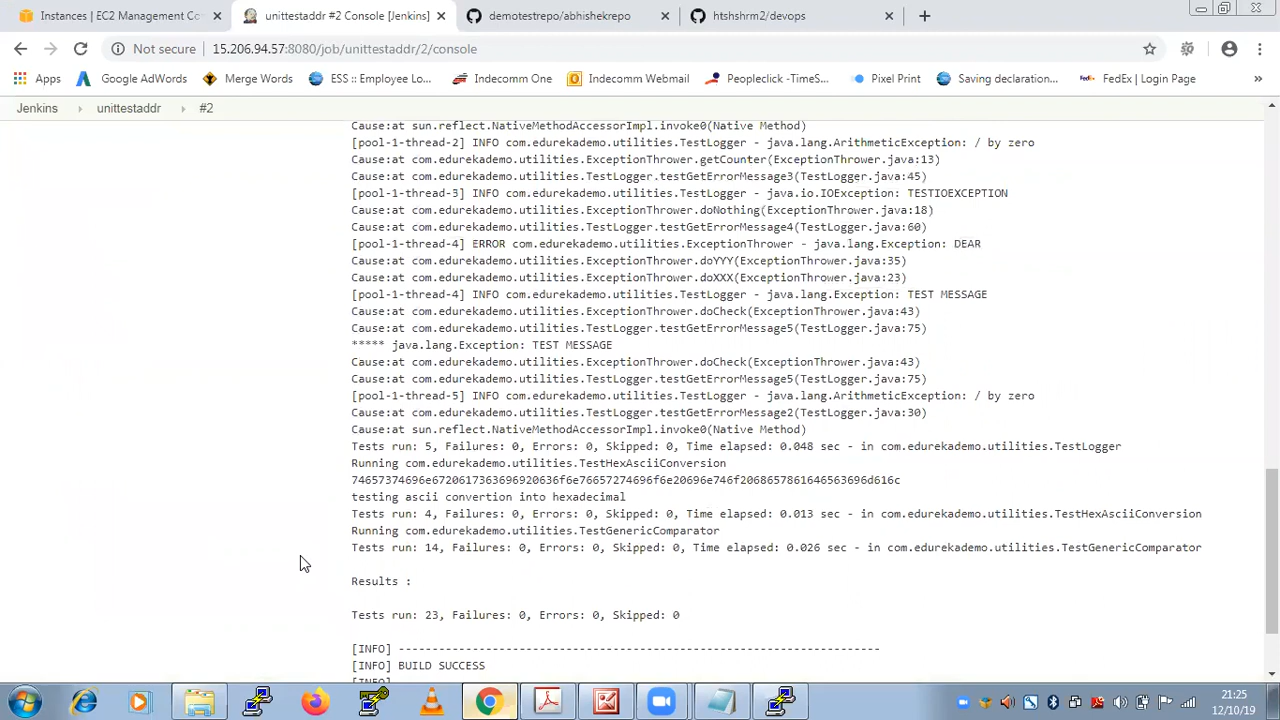 Instances | EC2 Management Con
unittestaddr #2 Console [Jenkins]
demotestrepo/abhishekrepo
htshshrm2/devops
Not secure
15.206.94.57:8080/job/unittestaddr/2/console
Apps
Google AdWords
Merge Words
ESS :: Employee Lo...
Indecomm One
Indecomm Webmail
Peopleclick -TimeS...
Pixel Print
Saving declaration...
FedEx | Login Page
Jenkins
unittestaddr
#2
Cause:at sun.reflect.NativeMethodAccessorImpl.invoke0(Native Method)
[pool-1-thread-2] INFO com.edurekademo.utilities.TestLogger - java.lang.ArithmeticException: / by zero
Cause:at com.edurekademo.utilities.ExceptionThrower.getCounter(ExceptionThrower.java:13)
Cause:at com.edurekademo.utilities.TestLogger.testGetErrorMessage3(TestLogger.java:45)
[pool-1-thread-3] INFO com.edurekademo.utilities.TestLogger - java.io.IOException: TESTIOEXCEPTION
Cause:at com.edurekademo.utilities.ExceptionThrower.doNothing(ExceptionThrower.java:18)
Cause:at com.edurekademo.utilities.TestLogger.testGetErrorMessage4(TestLogger.java:60)
[pool-1-thread-4] ERROR com.edurekademo.utilities.ExceptionThrower - java.lang.Exception: DEAR
Cause:at com.edurekademo.utilities.ExceptionThrower.doYYY(ExceptionThrower.java:35)
Cause:at com.edurekademo.utilities.ExceptionThrower.doXXX(ExceptionThrower.java:23)
[pool-1-thread-4] INFO com.edurekademo.utilities.TestLogger - java.lang.Exception: TEST MESSAGE
Cause:at com.edurekademo.utilities.ExceptionThrower.doCheck(ExceptionThrower.java:43)
Cause:at com.edurekademo.utilities.TestLogger.testGetErrorMessage5(TestLogger.java:75)
***** java.lang.Exception: TEST MESSAGE
Cause:at com.edurekademo.utilities.ExceptionThrower.doCheck(ExceptionThrower.java:43)
Cause:at com.edurekademo.utilities.TestLogger.testGetErrorMessage5(TestLogger.java:75)
[pool-1-thread-5] INFO com.edurekademo.utilities.TestLogger - java.lang.ArithmeticException: / by zero
Cause:at com.edurekademo.utilities.TestLogger.testGetErrorMessage2(TestLogger.java:30)
Cause:at sun.reflect.NativeMethodAccessorImpl.invoke0(Native Method)
Tests run: 5, Failures: 0, Errors: 0, Skipped: 0, Time elapsed: 0.048 sec - in com.edurekademo.utilities.TestLogger
Running com.edurekademo.utilities.TestHexAsciiConversion
74657374696e6720617363696920636f6e76657274696f6e20696e746f2068657861646563696d616c
testing ascii convertion into hexadecimal
Tests run: 4, Failures: 0, Errors: 0, Skipped: 0, Time elapsed: 0.013 sec - in com.edurekademo.utilities.TestHexAsciiConversion
Running com.edurekademo.utilities.TestGenericComparator
Tests run: 14, Failures: 0, Errors: 0, Skipped: 0, Time elapsed: 0.026 sec - in com.edurekademo.utilities.TestGenericComparator
Results :
Tests run: 23, Failures: 0, Errors: 0, Skipped: 0
[INFO] ------------------------------------------------------------------------
[INFO] BUILD SUCCESS
[INFO]
21:25
12/10/19